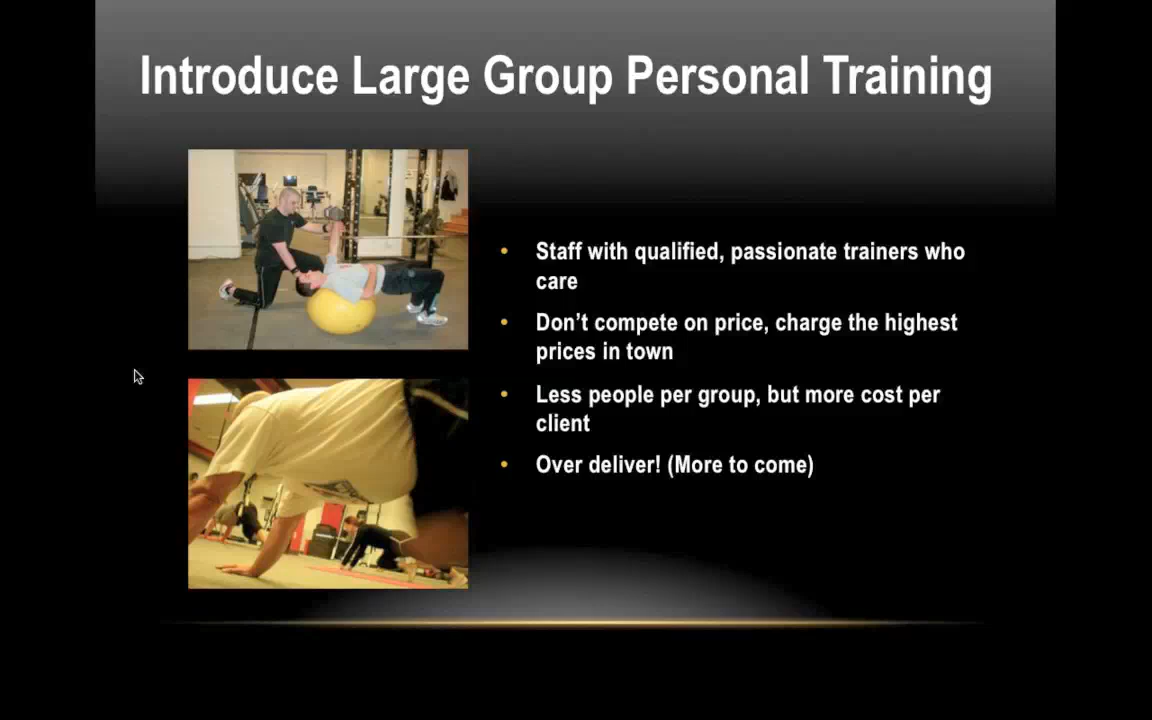 Introduce Large Group Personal Training
• Staff with qualified, passionate trainers who
care
• Don’t compete on price, charge the highest
prices in town
• Less people per group, but more cost per
client
• Over deliver! (More to come)